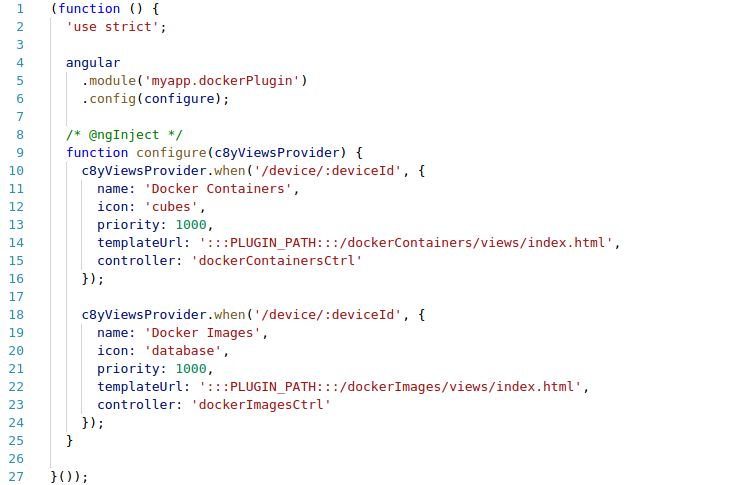 1 (function () {
2   'use strict';
3
4   angular
5     .module('myapp.dockerPlugin')
6     .config(configure);
7
8   /* @ngInject */
9   function configure(c8yViewsProvider) {
10     c8yViewsProvider.when('/device/:deviceId', {
11       name: 'Docker Containers',
12       icon: 'cubes',
13       priority: 1000,
14       templateUrl: ':::PLUGIN_PATH:::/dockerContainers/views/index.html',
15       controller: 'dockerContainersCtrl'
16     });
17
18     c8yViewsProvider.when('/device/:deviceId', {
19       name: 'Docker Images',
20       icon: 'database',
21       priority: 1000,
22       templateUrl: ':::PLUGIN_PATH:::/dockerImages/views/index.html',
23       controller: 'dockerImagesCtrl'
24     });
25   }
26
27 }());